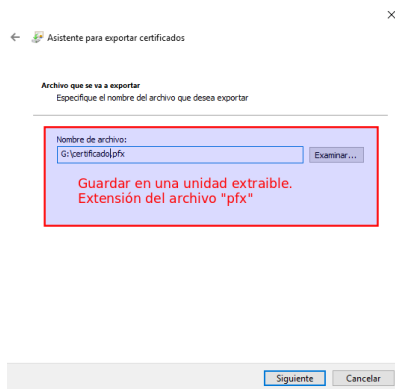 Asistente para exportar certificados
Archivo que se va a exportar
Especifique el nombre del archivo que desea exportar
Nombre de archivo:
G:\certificado.pfx
Examinar...
Guardar en una unidad extraible.
Extensión del archivo "pfx"
Siguiente
Cancelar